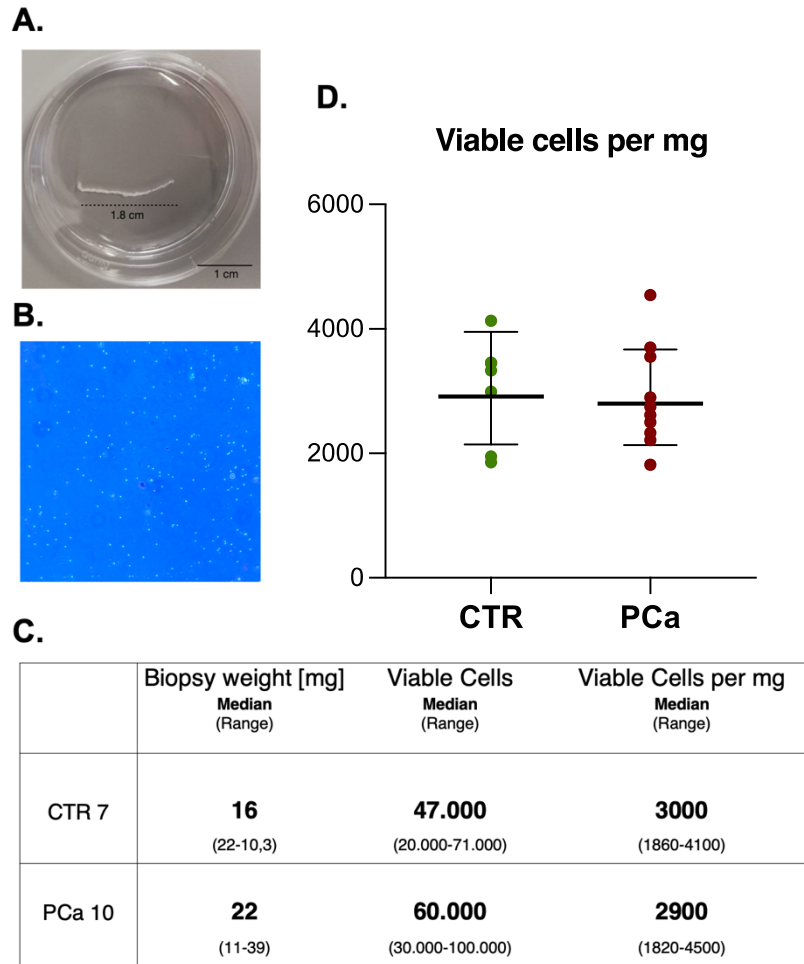 A.
1.8 cm
1 cm
B.
D.
Viable cells per mg
6000
4000
2000
0
CTR
PCa
C.
Biopsy weight [mg] Viable Cells Viable Cells per mg
Median Median Median
(Range) (Range) (Range)
CTR 7 16 47.000 3000
(22-10,3) (20.000-71.000) (1860-4100)
PCa 10 22 60.000 2900
(11-39) (30.000-100.000) (1820-4500)